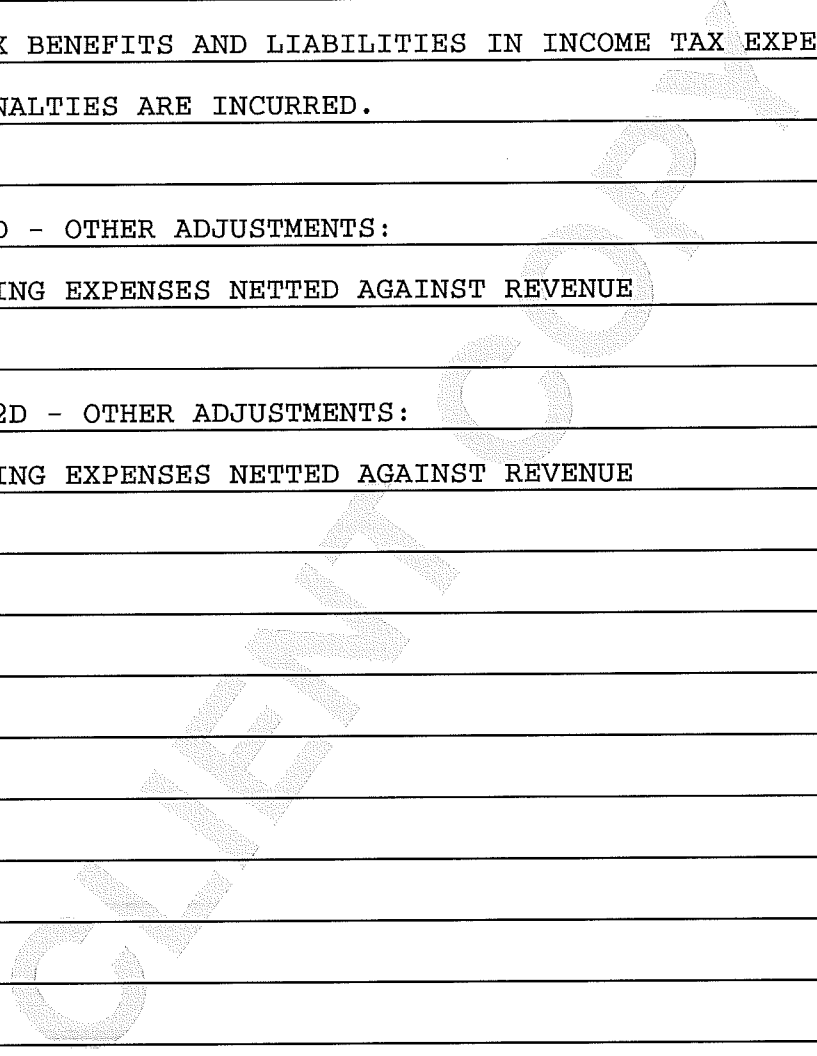 X BENEFITS AND LIABILITIES IN INCOME TAX EXPE
NALTIES ARE INCURRED.
D - OTHER ADJUSTMENTS:
ING EXPENSES NETTED AGAINST REVENUE
2D - OTHER ADJUSTMENTS:
ING EXPENSES NETTED AGAINST REVENUE
CLIENT COPY